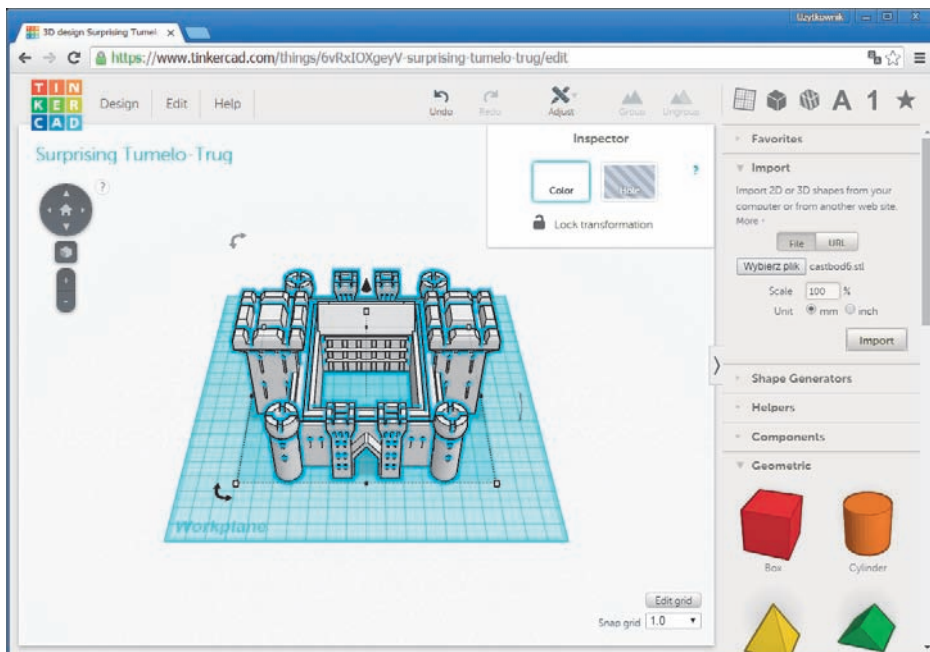 Użytkownik
3D design Surprising Tumel
https://www.tinkercad.com/things/6vRxIOXgeyV-surprising-tumelo-trug/edit
TIN
KER
CAD
Design Edit Help
Undo Redo Adjust Group Ungroup
A 1
Surprising Tumelo-Trug
?
Inspector
?
Color Hole
Lock transformation
Workplane
Edit grid
Snap grid 1.0
Favorites
Import
Import 2D or 3D shapes from your
computer or from another web site.
More
File URL
Wybierz plik castbod6.stl
Scale 100 %
Unit mm inch
Import
Shape Generators
Helpers
Components
Geometric
Box Cylinder